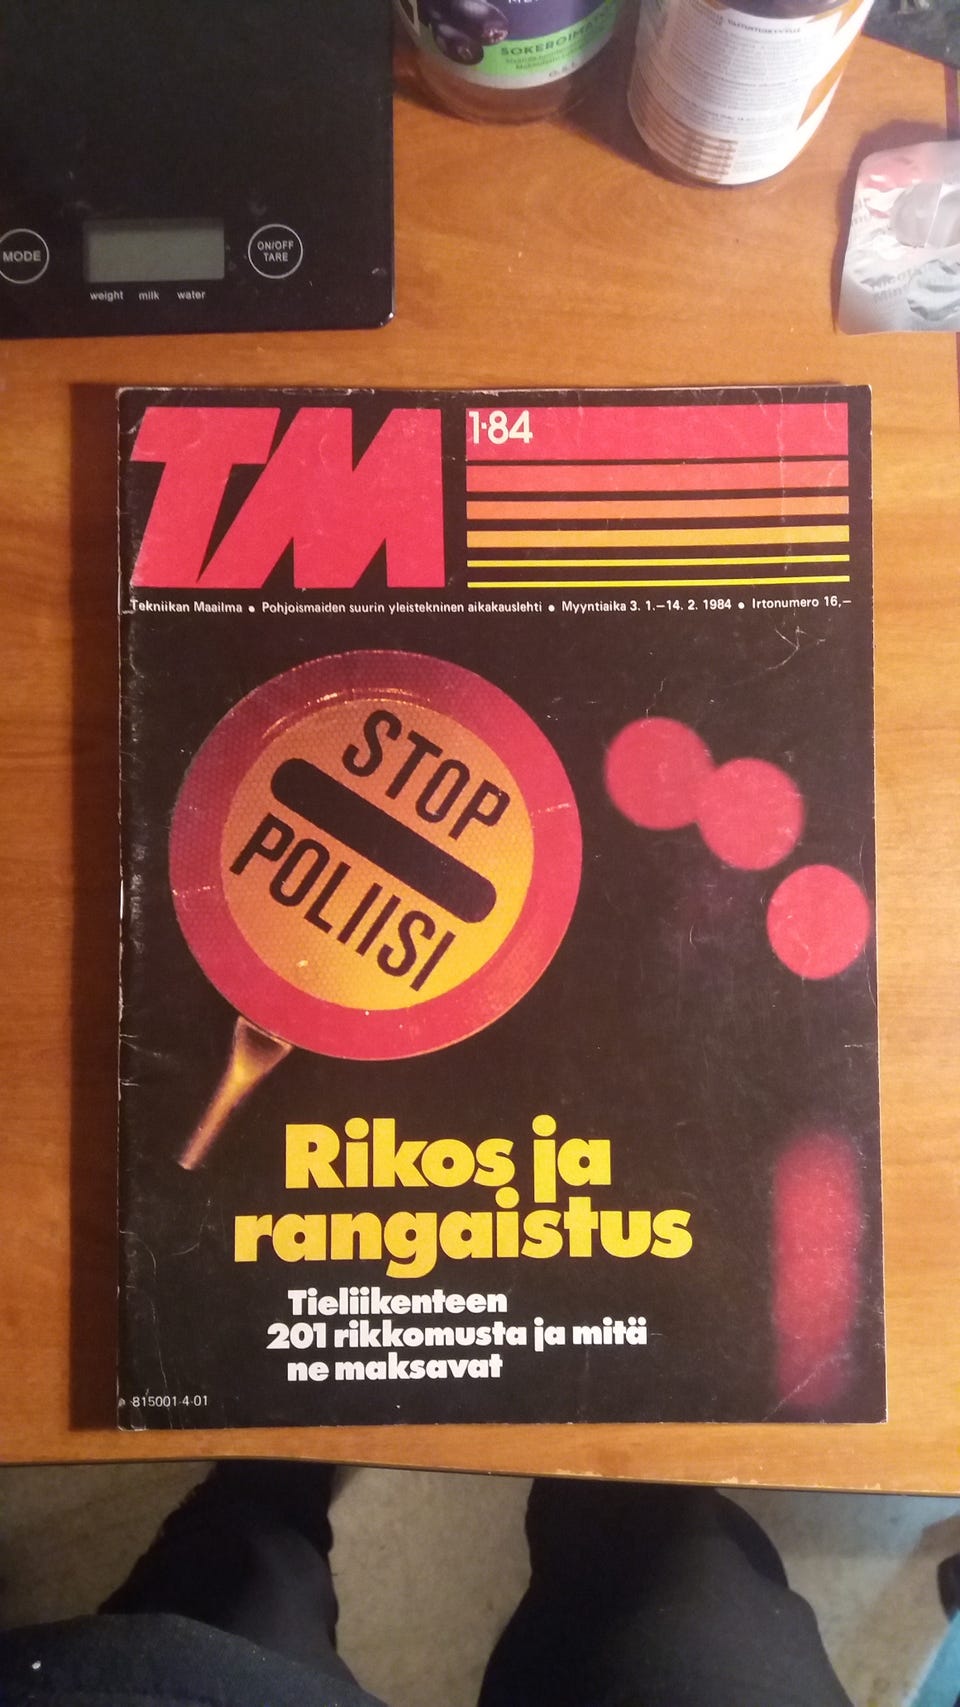 SOKEROIMATON
MODE
ON/OFF
TARE
weight milk water
TM
1·84
Tekniikan Maailma ● Pohjoismaiden suurin yleistekninen aikakauslehti ● Myyntiaika 3. 1.–14. 2. 1984 ● Irtonumero 16,–
STOP
POLIISI
Rikos ja
rangaistus
Tieliikenteen
201 rikkomusta ja mitä
ne maksavat
815001-4-01